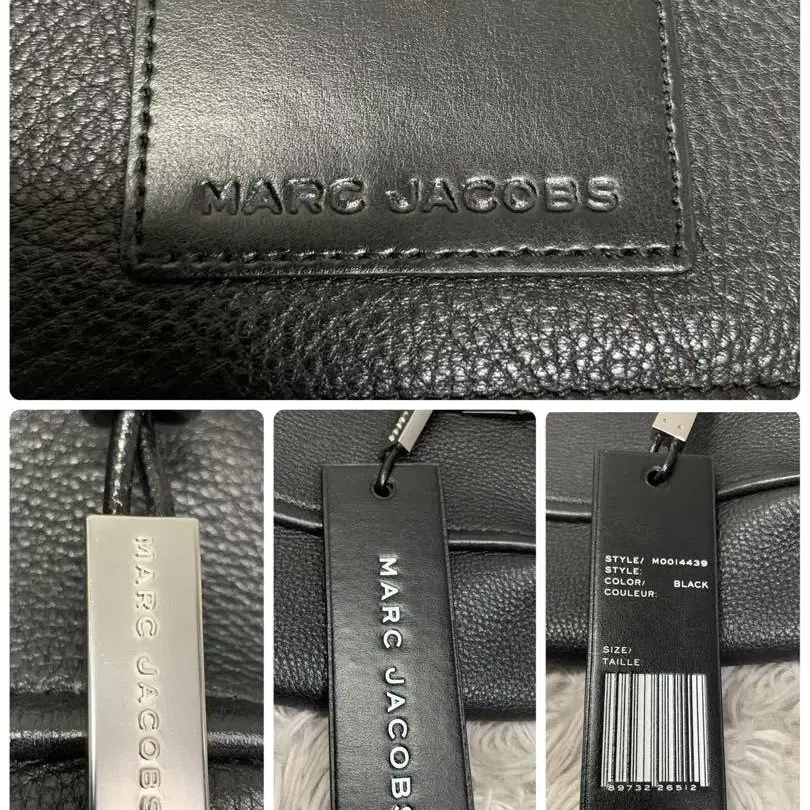 MARC JACOBS
MARC JACOBS
MARC JACOBS
STYLE/ M0014439
STYLE:
COLOR/ BLACK
COULEUR:
SIZE/
TAILLE:
89732 26512